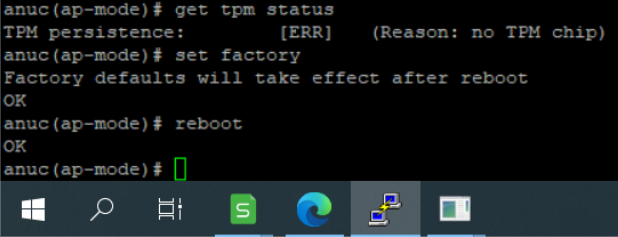 anuc(ap-mode)# get tpm status
TPM persistence: [ERR] (Reason: no TPM chip)
anuc(ap-mode)# set factory
Factory defaults will take effect after reboot
OK
anuc(ap-mode)# reboot
OK
anuc(ap-mode)#
S